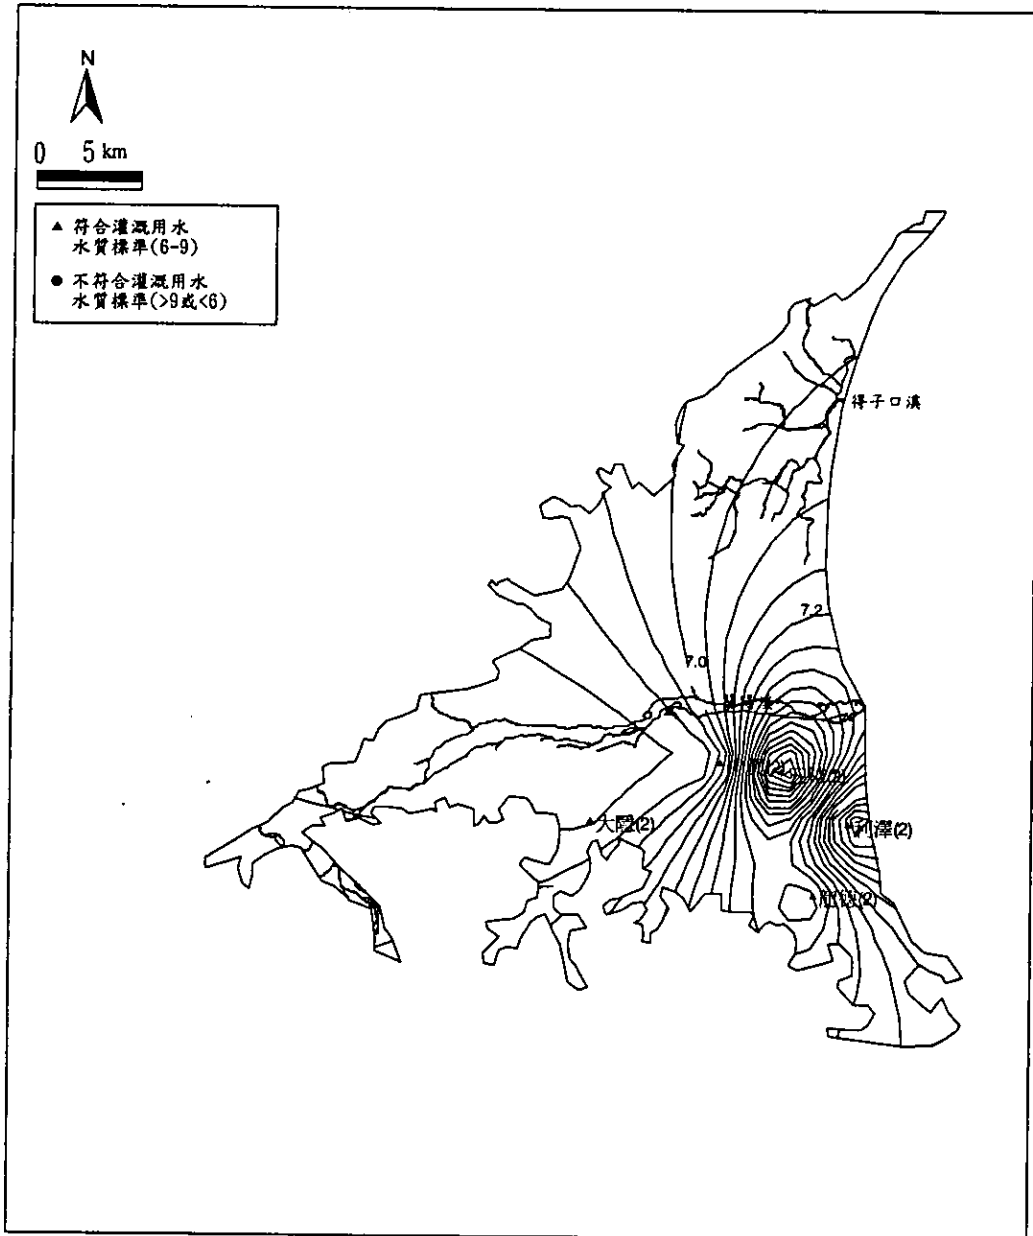 N
0 5 km
▲ 符合灌溉用水
水質標準(6-9)
● 不符合灌溉用水
水質標準(>9或<6)
得子口溪
7.2
7.0
大隱(2)
利澤(2)